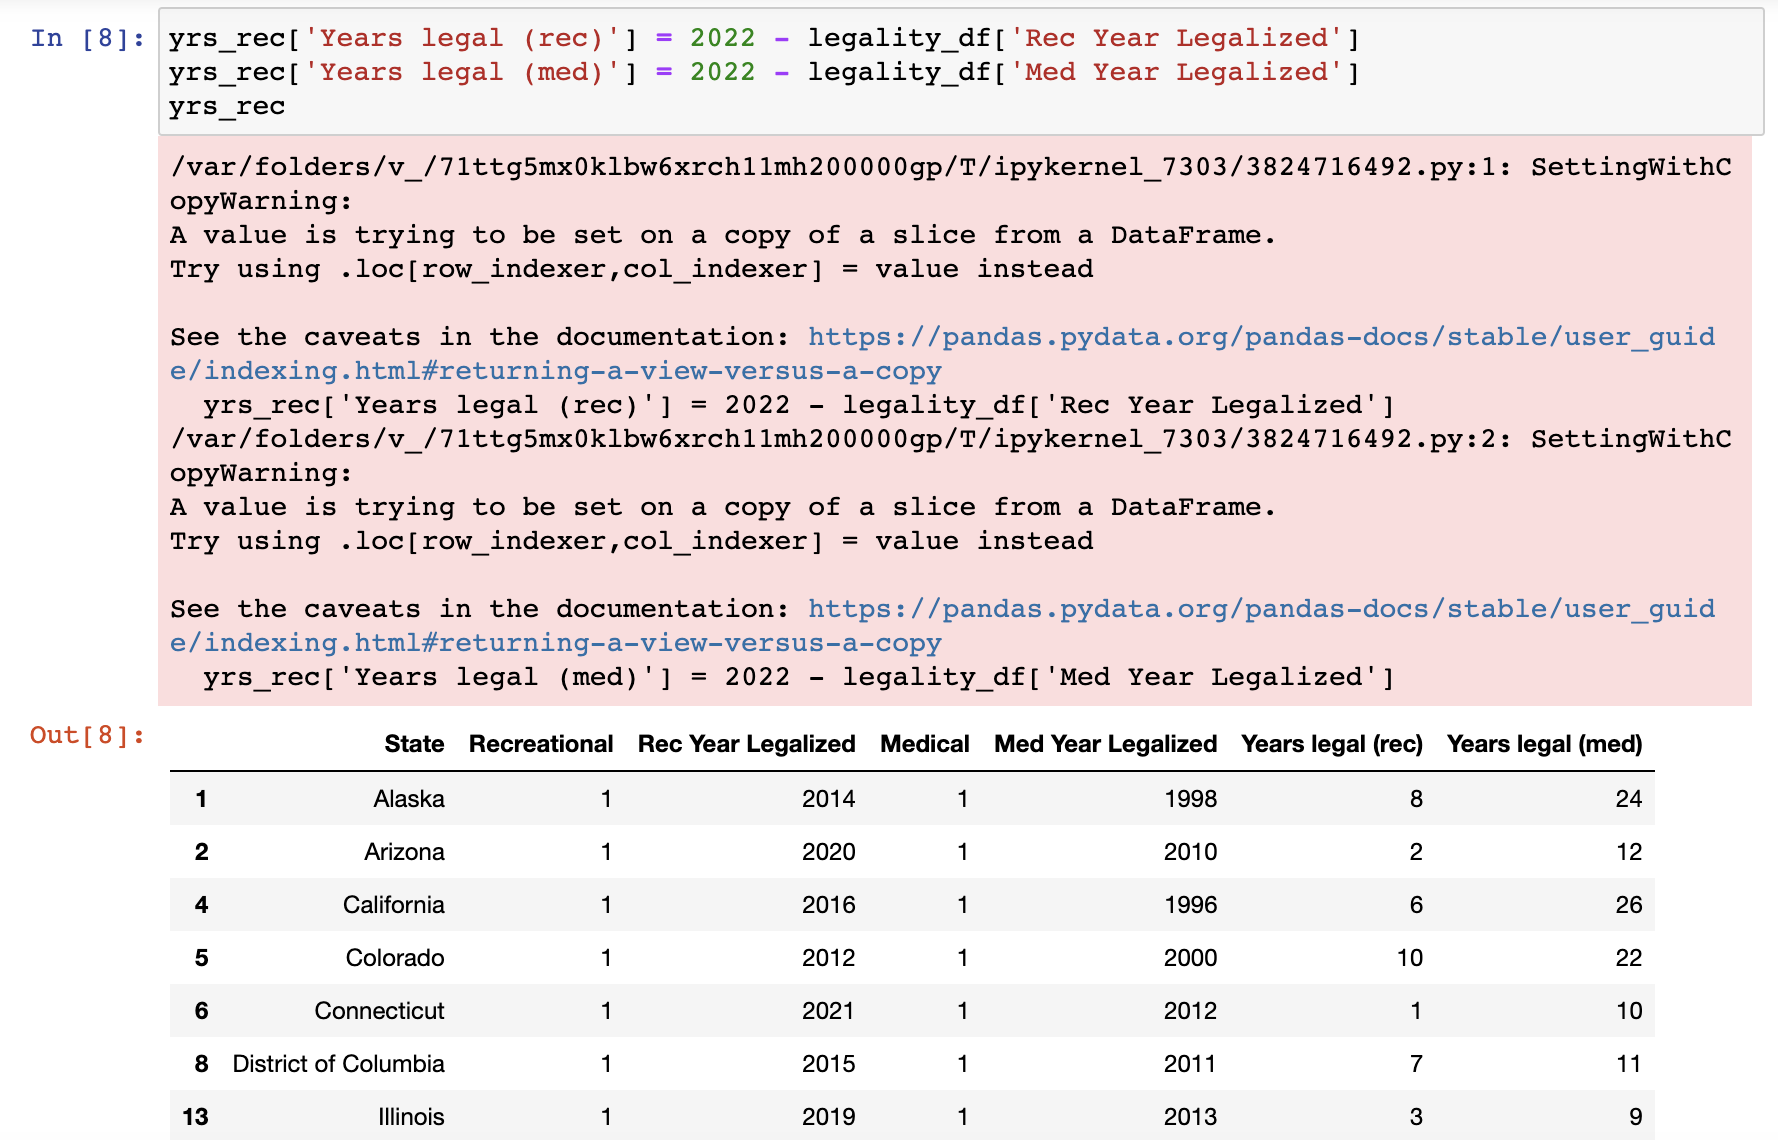 In [8]: yrs_rec['Years legal (rec)'] = 2022 - legality_df['Rec Year Legalized']
yrs_rec['Years legal (med)'] = 2022 - legality_df['Med Year Legalized']
yrs_rec
/var/folders/v_/71ttg5mx0klbw6xrch11mh200000gp/T/ipykernel_7303/3824716492.py:1: SettingWithC
opyWarning:
A value is trying to be set on a copy of a slice from a DataFrame.
Try using .loc[row_indexer,col_indexer] = value instead
See the caveats in the documentation: https://pandas.pydata.org/pandas-docs/stable/user_guid
e/indexing.html#returning-a-view-versus-a-copy
yrs_rec['Years legal (rec)'] = 2022 - legality_df['Rec Year Legalized']
/var/folders/v_/71ttg5mx0klbw6xrch11mh200000gp/T/ipykernel_7303/3824716492.py:2: SettingWithC
opyWarning:
A value is trying to be set on a copy of a slice from a DataFrame.
Try using .loc[row_indexer,col_indexer] = value instead
See the caveats in the documentation: https://pandas.pydata.org/pandas-docs/stable/user_guid
e/indexing.html#returning-a-view-versus-a-copy
yrs_rec['Years legal (med)'] = 2022 - legality_df['Med Year Legalized']
Out[8]:
State Recreational Rec Year Legalized Medical Med Year Legalized Years legal (rec) Years legal (med)
1 Alaska 1 2014 1 1998 8 24
2 Arizona 1 2020 1 2010 2 12
4 California 1 2016 1 1996 6 26
5 Colorado 1 2012 1 2000 10 22
6 Connecticut 1 2021 1 2012 1 10
8 District of Columbia 1 2015 1 2011 7 11
13 Illinois 1 2019 1 2013 3 9